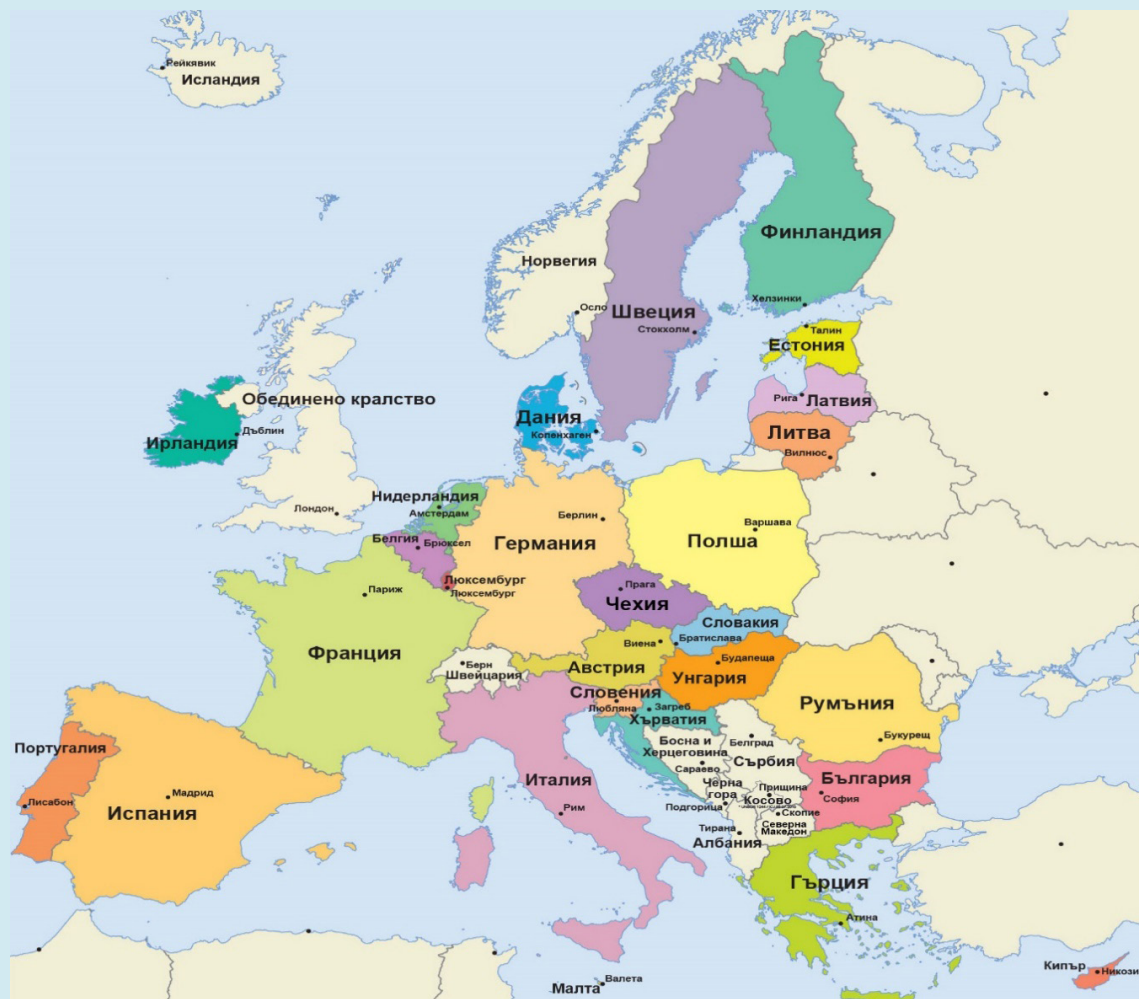 Рейкявик
Исландия
Финландия
Норвегия
Хелзинки
Осло
Швеция
Стокхолм
Талин
Естония
Рига
Латвия
Обединено кралство
Дания
Копенхаген
Дъблин
Ирландия
Литва
Вилнюс
Нидерландия
Амстердам
Лондон
Берлин
Варшава
Белгия
Брюксел
Германия
Полша
Люксембург
Люксембург
Париж
Прага
Чехия
Словакия
Братислава
Виена
Франция
Берн
Швейцария
Австрия
Будапеща
Унгария
Словения
Любляна
Загреб
Хърватия
Румъния
Букурещ
Португалия
Босна и
Херцеговина
Сараево
Белград
Сърбия
Лисабон
Мадрид
Испания
Италия
Рим
Черна
гора
Подгорица
Прищина
Косово
България
София
Скопие
Северна
Македон
Тирана
Албания
Гърция
Атина
Малта
Валета
Кипър
Никози